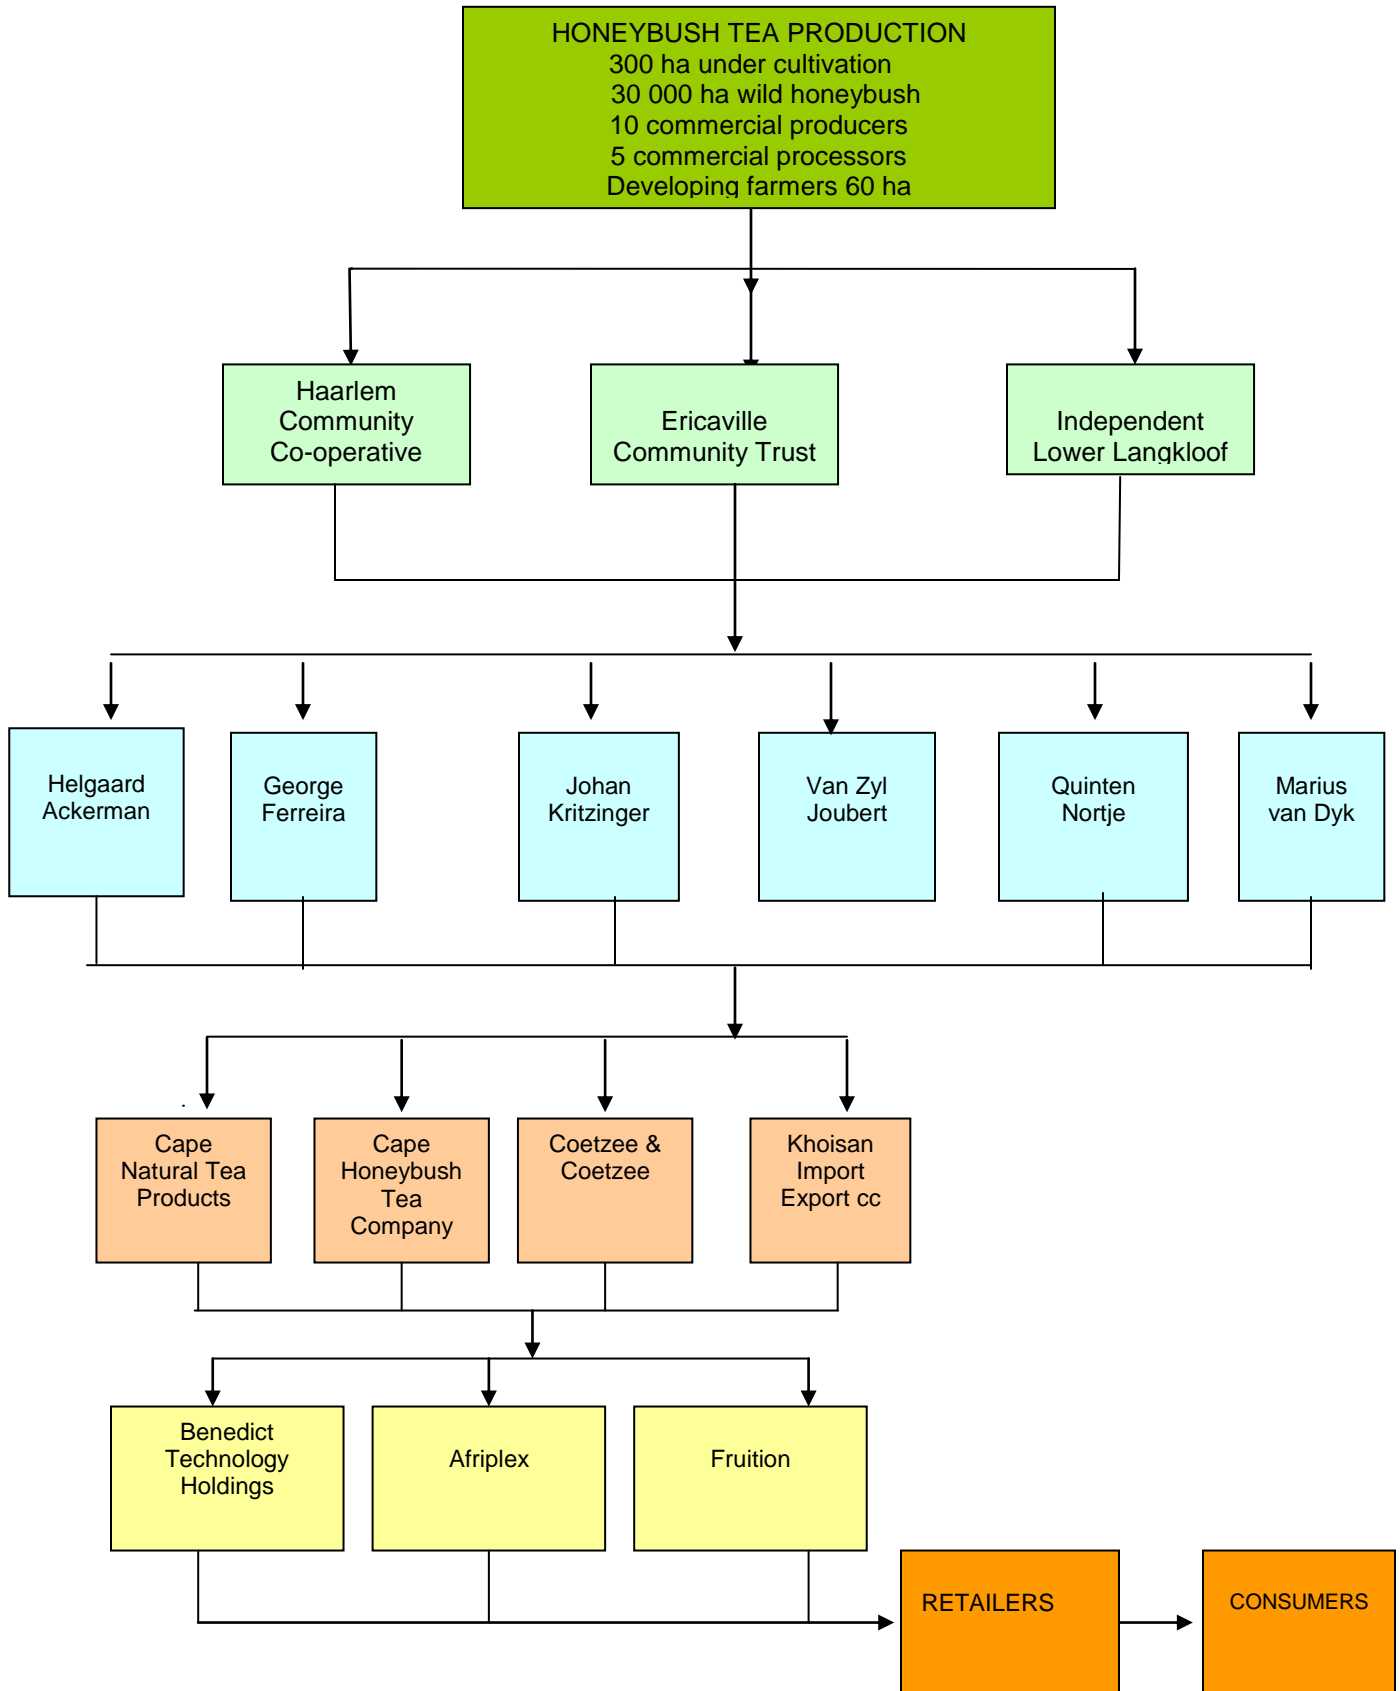 HONEYBUSH TEA PRODUCTION
300 ha under cultivation
30 000 ha wild honeybush
10 commercial producers
5 commercial processors
Developing farmers 60 ha
Haarlem
Community
Co-operative
Ericaville
Community Trust
Independent
Lower Langkloof
Helgaard
Ackerman
George
Ferreira
Johan
Kritzinger
Van Zyl
Joubert
Quinten
Nortje
Marius
van Dyk
Cape
Natural Tea
Products
Cape
Honeybush
Tea
Company
Coetzee &
Coetzee
Khoisan
Import
Export cc
Benedict
Technology
Holdings
Afriplex
Fruition
RETAILERS
CONSUMERS